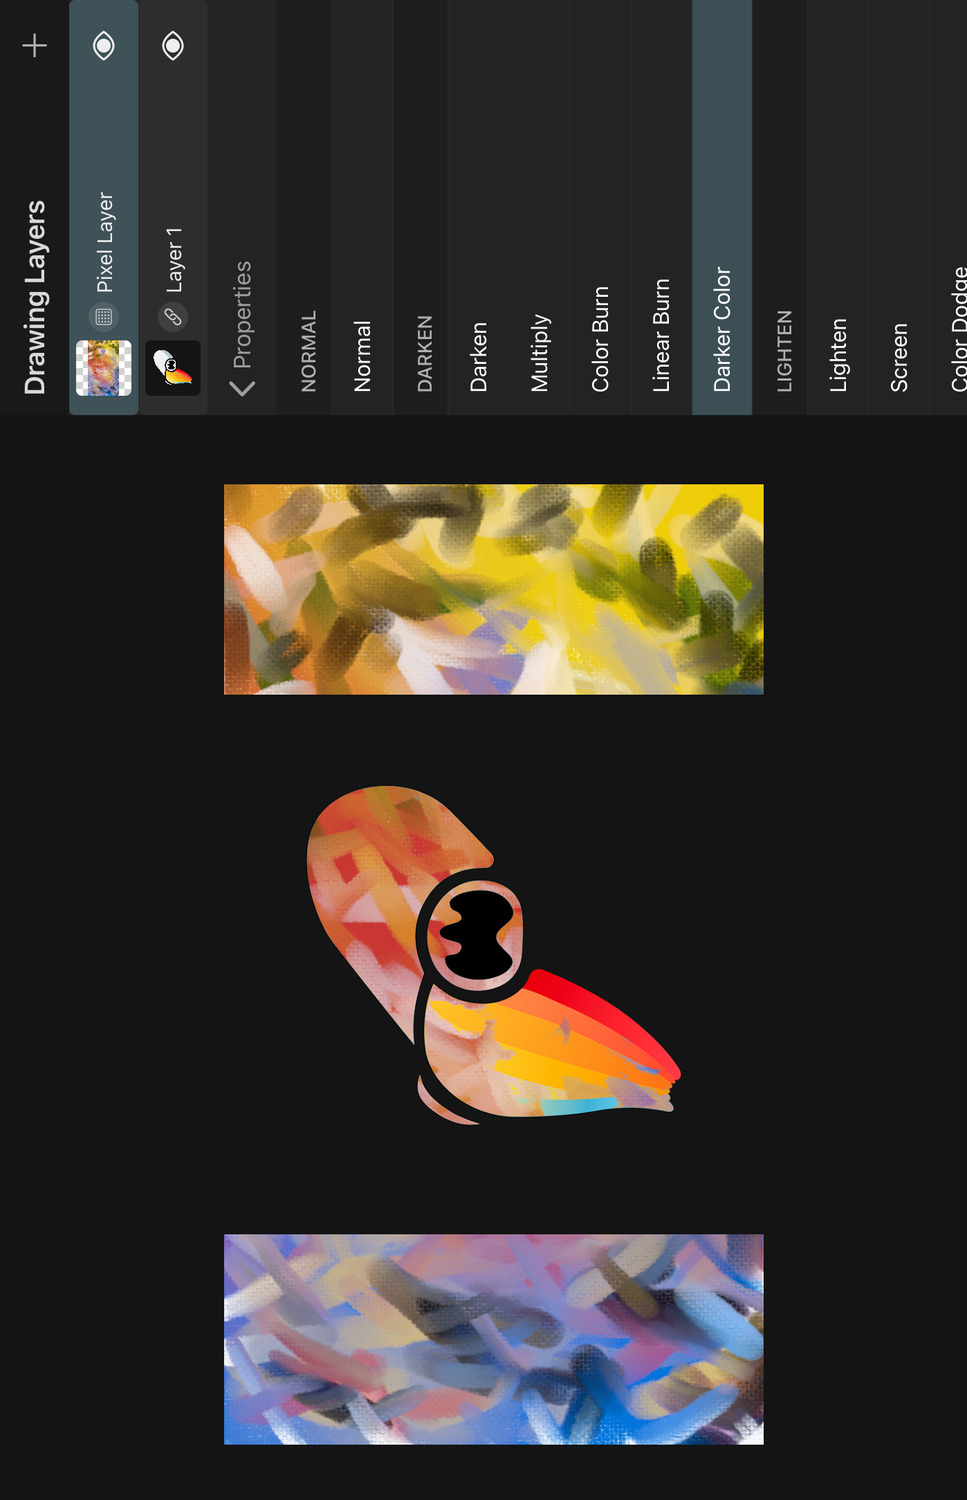 Drawing Layers
Pixel Layer
Layer 1
Properties
NORMAL
Normal
DARKEN
Darken
Multiply
Color Burn
Linear Burn
Darker Color
LIGHTEN
Lighten
Screen
Color Dodge